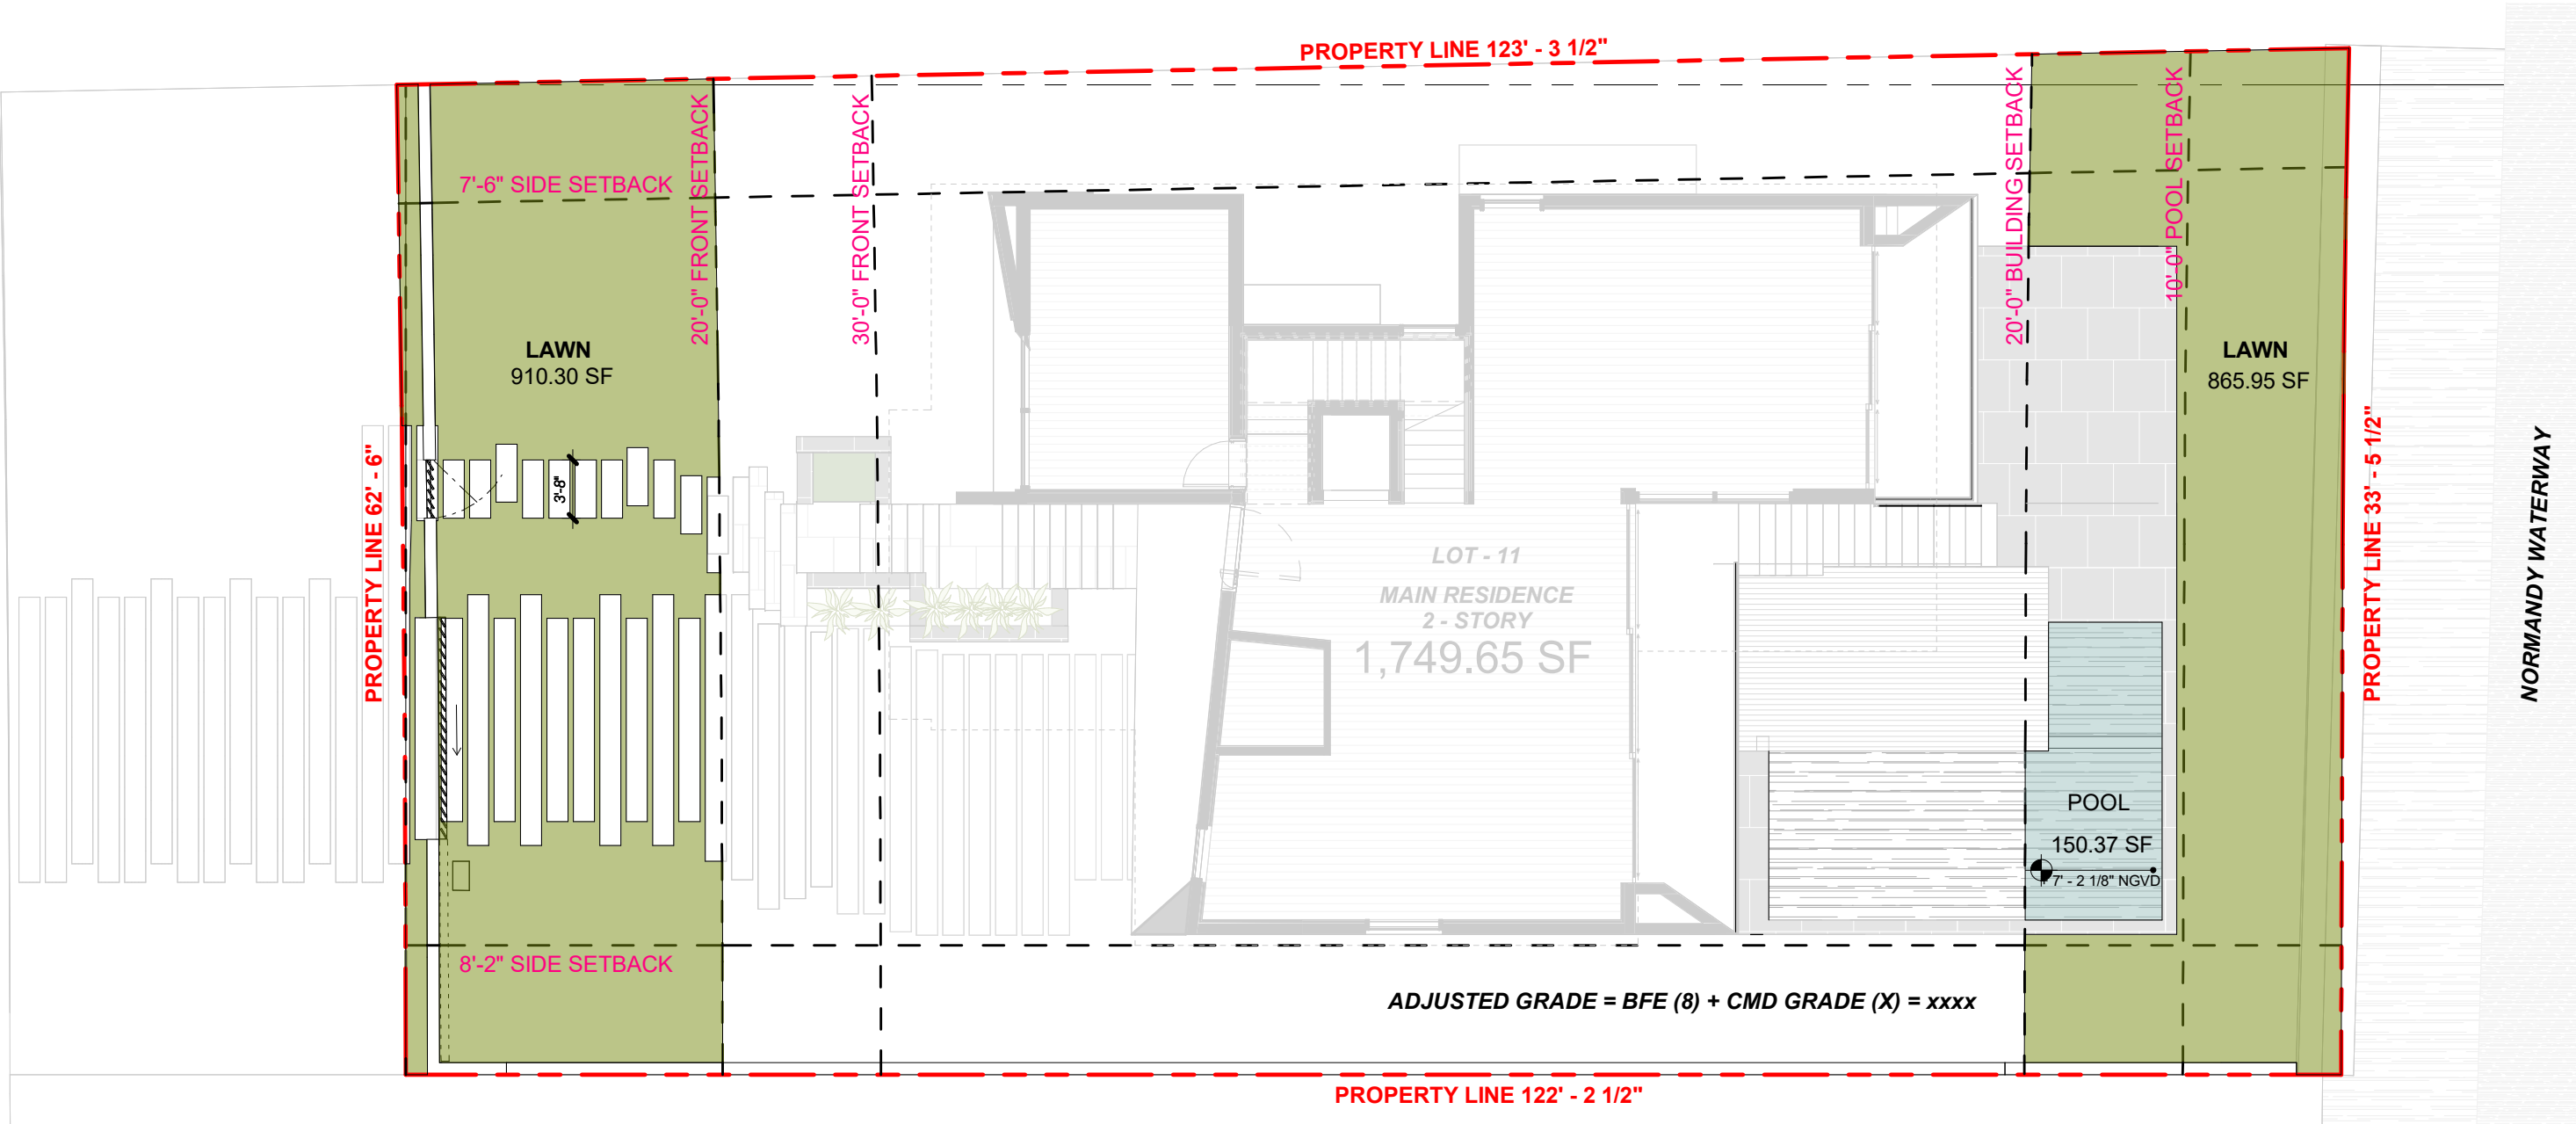 PROPERTY LINE 123' - 3 1/2"
20'-0" FRONT SETBACK
30'-0" FRONT SETBACK
20'-0" BUILDING SETBACK
10'-0" POOL SETBACK
7'-6" SIDE SETBACK
LAWN
910.30 SF
LAWN
865.95 SF
PROPERTY LINE 62' - 6"
3'-8"
PROPERTY LINE 33' - 5 1/2"
NORMANDY WATERWAY
LOT - 11
MAIN RESIDENCE
2 - STORY
1,749.65 SF
POOL
150.37 SF
7' - 2 1/8" NGVD
8'-2" SIDE SETBACK
ADJUSTED GRADE = BFE (8) + CMD GRADE (X) = xxxx
PROPERTY LINE 122' - 2 1/2"